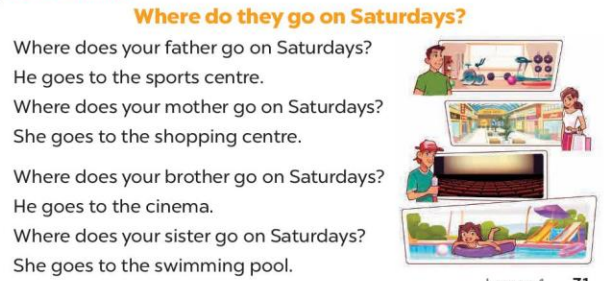 Where do they go on Saturdays?
Where does your father go on Saturdays?
He goes to the sports centre.
Where does your mother go on Saturdays?
She goes to the shopping centre.
Where does your brother go on Saturdays?
He goes to the cinema.
Where does your sister go on Saturdays?
She goes to the swimming pool.